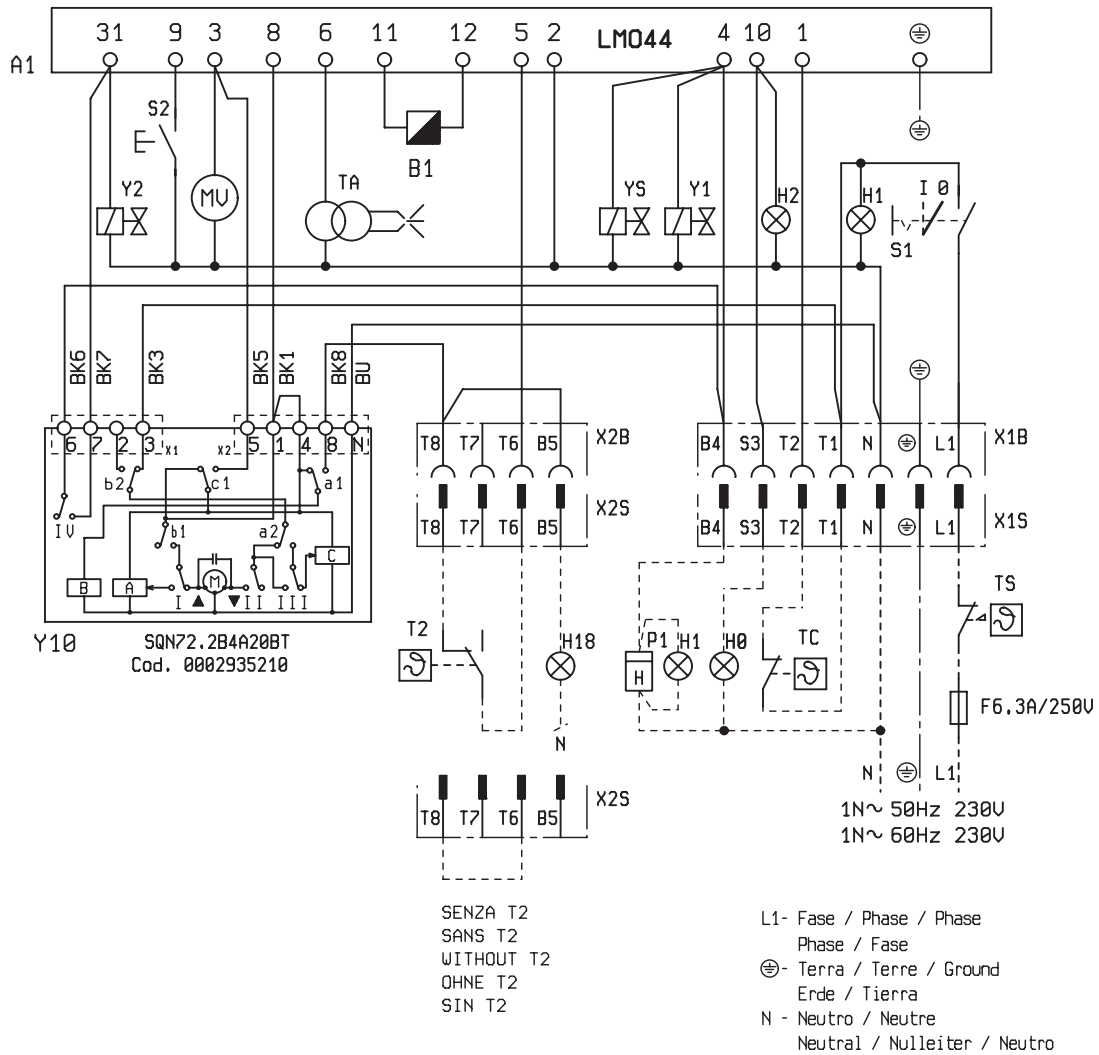 31 9 3 8 6 11 12 5 2 LMO44 4 10 1
A1
S2
Y2
MV
TA
B1
YS
Y1
H2
H1
I 0
S1
BK6
BK7
BK3
BK5
BK1
BK8
BU
6 7 2 3 X1 X2 5 1 4 8 N
b2 c1 a1
IV b1 a2
B A M C
I II III
Y10
SQN72.2B4A20BT
Cod. 0002935210
T8 T7 T6 B5 X2B
T8 T7 T6 B5 X2S
B4 S3 T2 T1 N L1 X1B
B4 S3 T2 T1 N L1 X1S
T2
H18
N
P1
H
H1
H0
TC
TS
F6.3A/250V
N L1
1N~ 50Hz 230V
1N~ 60Hz 230V
T8 T7 T6 B5 X2S
SENZA T2
SANS T2
WITHOUT T2
OHNE T2
SIN T2
L1- Fase / Phase / Phase
Phase / Fase
- Terra / Terre / Ground
Erde / Tierra
N - Neutro / Neutre
Neutral / Nulleiter / Neutro